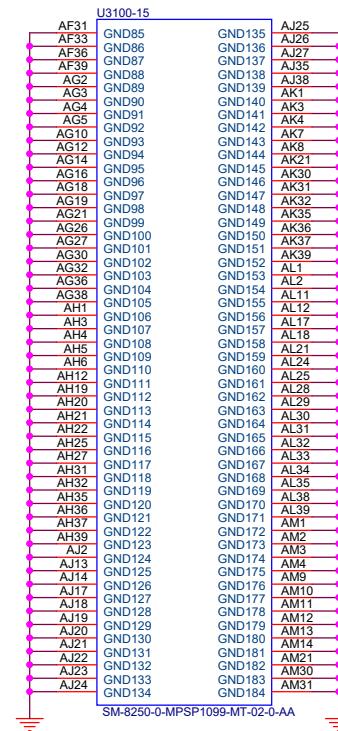 U3100-15
AF31 GND85 GND135 AJ25
AF33 GND86 GND136 AJ26
AF36 GND87 GND137 AJ27
AF39 GND88 GND138 AJ35
AG2 GND89 GND139 AJ38
AG3 GND90 GND140 AK1
AG4 GND91 GND141 AK3
AG5 GND92 GND142 AK4
AG10 GND93 GND143 AK7
AG12 GND94 GND144 AK8
AG14 GND95 GND145 AK21
AG16 GND96 GND146 AK30
AG18 GND97 GND147 AK31
AG19 GND98 GND148 AK32
AG21 GND99 GND149 AK35
AG26 GND100 GND150 AK36
AG27 GND101 GND151 AK37
AG30 GND102 GND152 AK39
AG32 GND103 GND153 AL1
AG36 GND104 GND154 AL2
AG38 GND105 GND155 AL11
AH1 GND106 GND156 AL12
AH3 GND107 GND157 AL17
AH4 GND108 GND158 AL18
AH5 GND109 GND159 AL21
AH6 GND110 GND160 AL24
AH12 GND111 GND161 AL25
AH19 GND112 GND162 AL28
AH20 GND113 GND163 AL29
AH21 GND114 GND164 AL30
AH22 GND115 GND165 AL31
AH25 GND116 GND166 AL32
AH27 GND117 GND167 AL33
AH31 GND118 GND168 AL34
AH32 GND119 GND169 AL35
AH35 GND120 GND170 AL38
AH36 GND121 GND171 AL39
AH37 GND122 GND172 AM1
AH39 GND123 GND173 AM2
AJ2 GND124 GND174 AM3
AJ13 GND125 GND175 AM4
AJ14 GND126 GND176 AM9
AJ17 GND127 GND177 AM10
AJ18 GND128 GND178 AM11
AJ19 GND129 GND179 AM12
AJ20 GND130 GND180 AM13
AJ21 GND131 GND181 AM14
AJ22 GND132 GND182 AM21
AJ23 GND133 GND183 AM30
AJ24 GND134 GND184 AM31
SM-8250-0-MPSP1099-MT-02-0-AA